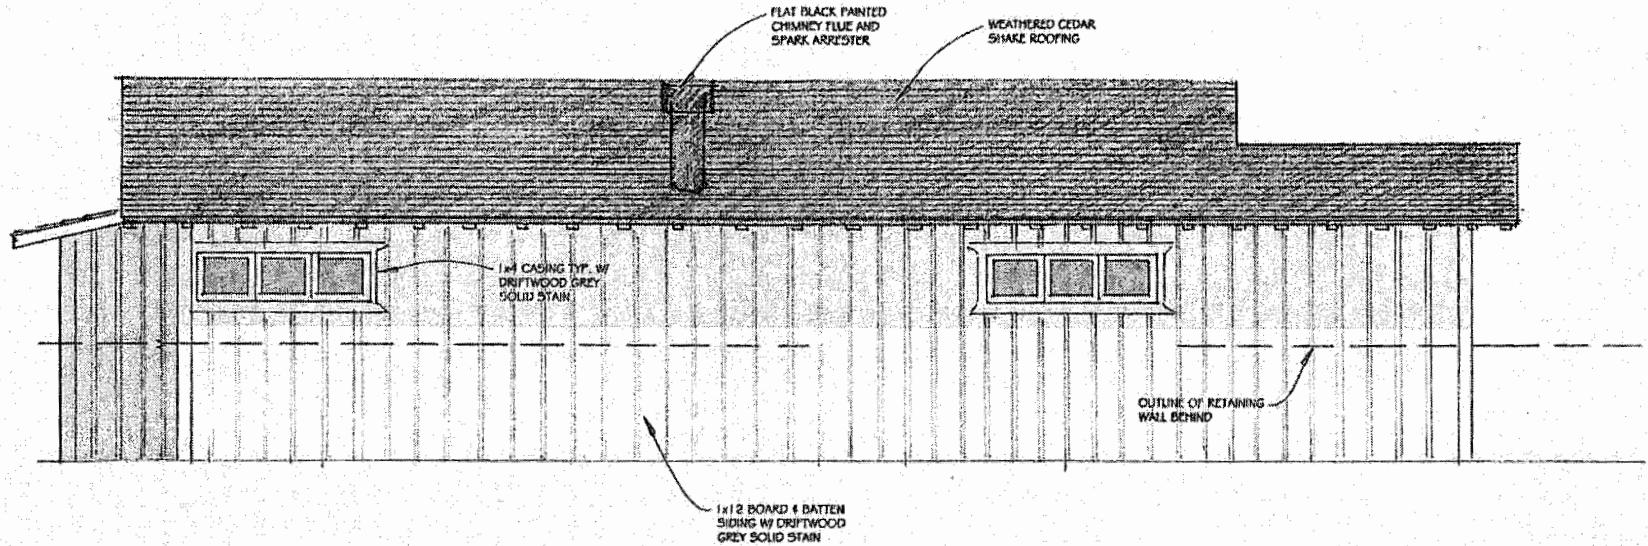 FLAT BLACK PAINTED
CHIMNEY FLUE AND
SPARK ARRESTER
WEATHERED CEDAR
SHAKE ROOFING
1x4 CASING TYP. W/
DRIFTWOOD GREY
SOLID STAIN
OUTLINE OF RETAINING
WALL BEHIND
1x12 BOARD & BATTEN
SIDING W/ DRIFTWOOD
GREY SOLID STAIN